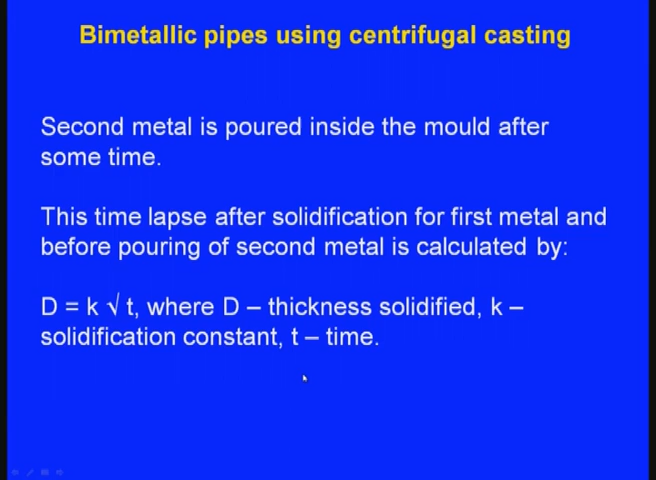 Bimetallic pipes using centrifugal casting
Second metal is poured inside the mould after
some time.
This time lapse after solidification for first metal and
before pouring of second metal is calculated by:
D = k √ t, where D – thickness solidified, k –
solidification constant, t – time.